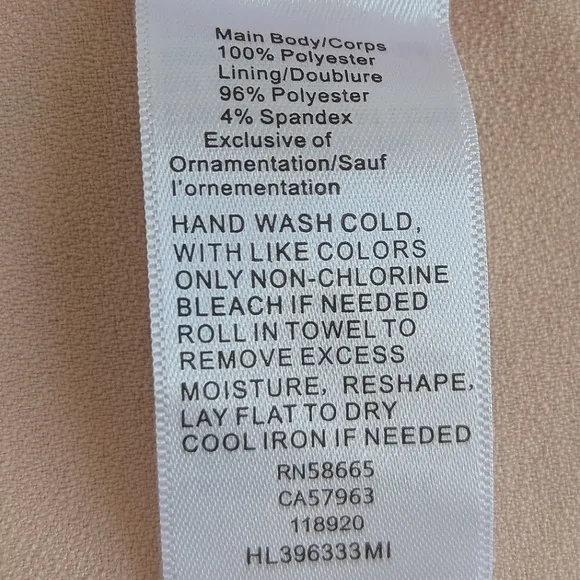 Main Body/Corps
100% Polyester
Lining/Doublure
96% Polyester
4% Spandex
Exclusive of
Ornamentation/Sauf
l'ornementation
HAND WASH COLD,
WITH LIKE COLORS
ONLY NON-CHLORINE
BLEACH IF NEEDED
ROLL IN TOWEL TO
REMOVE EXCESS
MOISTURE, RESHAPE,
LAY FLAT TO DRY
COOL IRON IF NEEDED
RN58665
CA57963
118920
HL396333MI